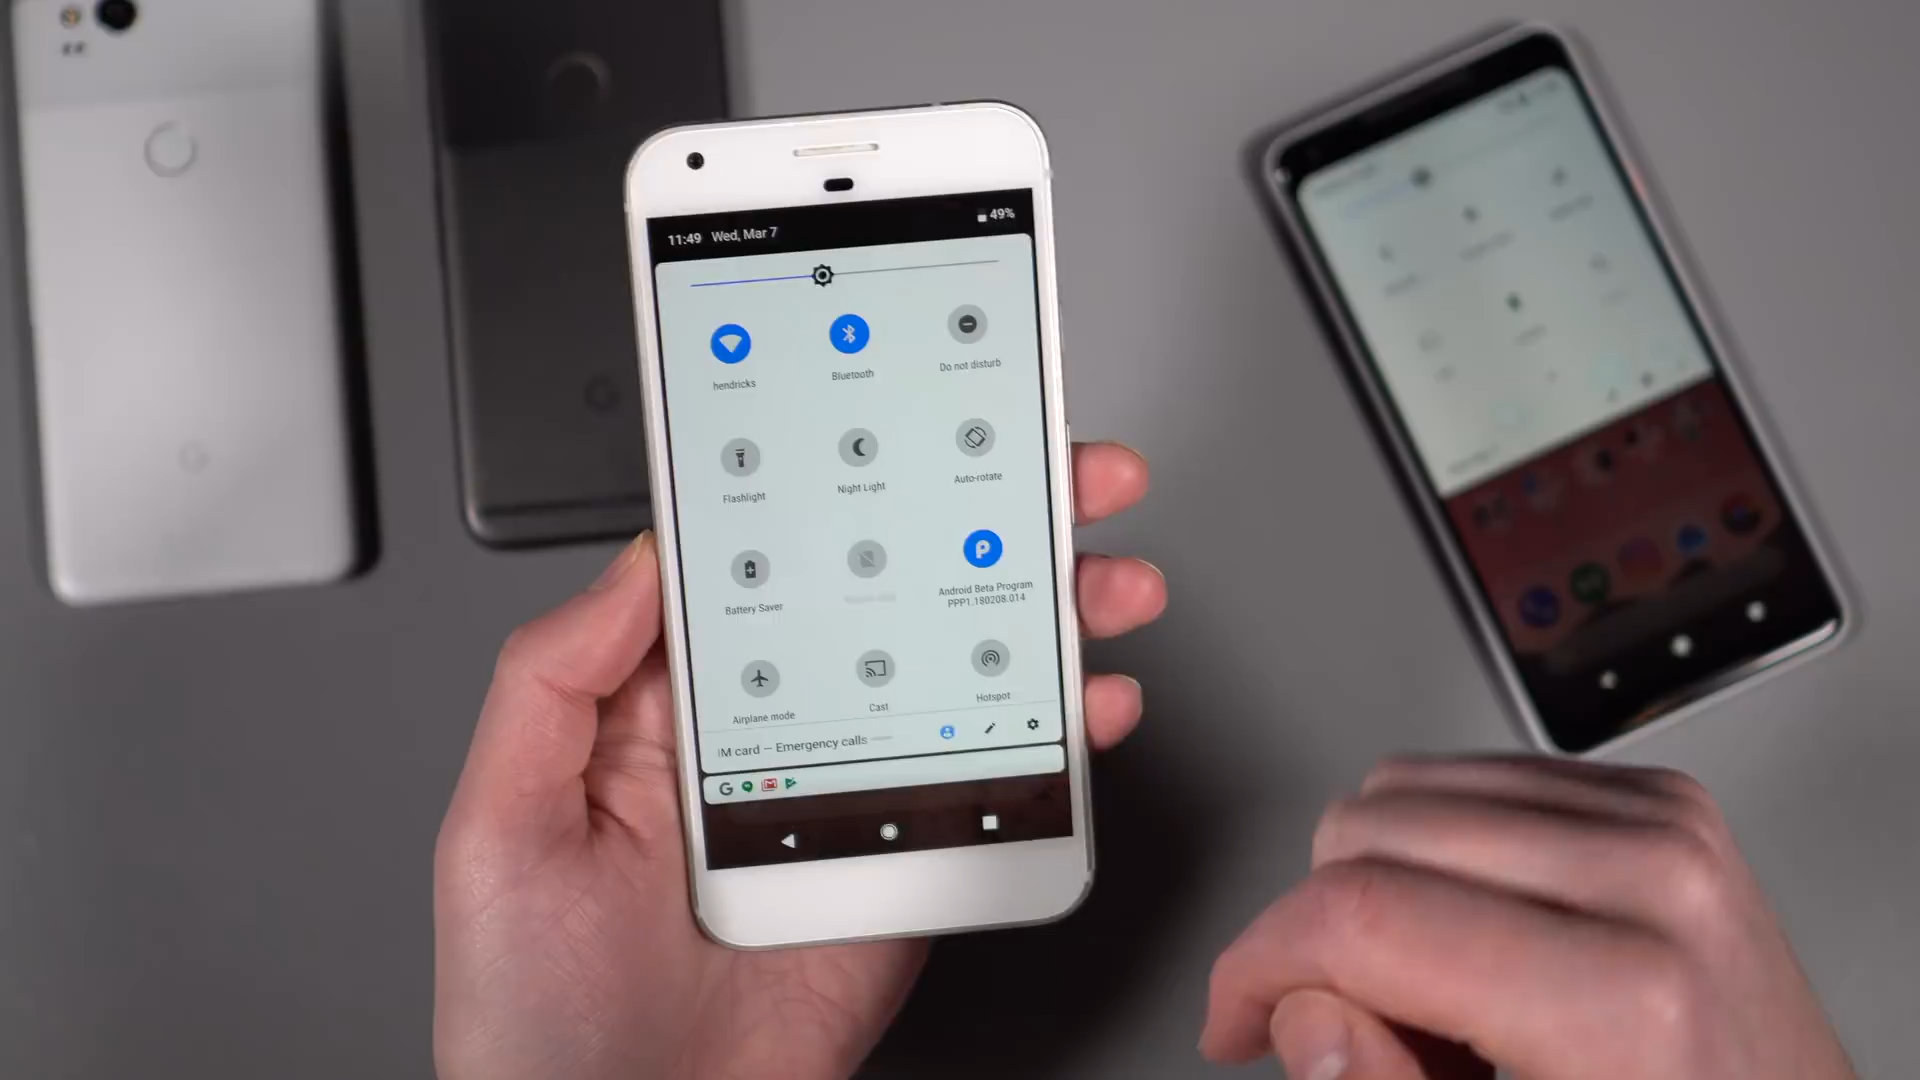 11:49 Wed, Mar 7
49%
hendricks
Bluetooth
Do not disturb
Flashlight
Night Light
Auto-rotate
Battery Saver
Android Beta Program
PPP1.180208.014
Airplane mode
Cast
Hotspot
IM card — Emergency calls